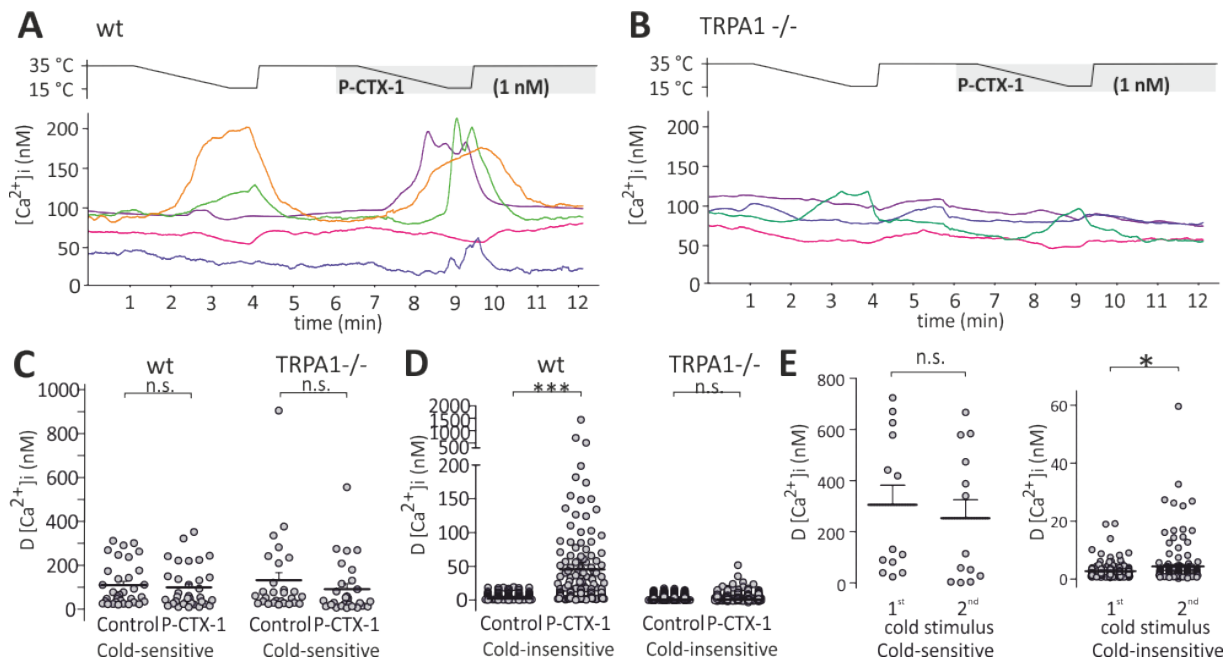 A wt
35 °C
15 °C
P-CTX-1 (1 nM)
[Ca2+]i (nM)
200
150
100
50
0
1 2 3 4 5 6 7 8 9 10 11 12
time (min)
B TRPA1 -/-
35 °C
15 °C
P-CTX-1 (1 nM)
[Ca2+]i (nM)
200
150
100
50
0
1 2 3 4 5 6 7 8 9 10 11 12
time (min)
C wt TRPA1-/-
n.s. n.s.
D [Ca2+]i (nM)
1000
800
600
400
200
0
Control P-CTX-1 Control P-CTX-1
Cold-sensitive Cold-sensitive
D wt TRPA1-/-
*** n.s.
D [Ca2+]i (nM)
2000
1500
1000
500
200
150
100
50
0
Control P-CTX-1 Control P-CTX-1
Cold-insensitive Cold-insensitive
E n.s. *
D [Ca2+]i (nM)
800
600
400
200
0
1st 2nd
cold stimulus
Cold-sensitive
D [Ca2+]i (nM)
60
40
20
0
1st 2nd
cold stimulus
Cold-insensitive